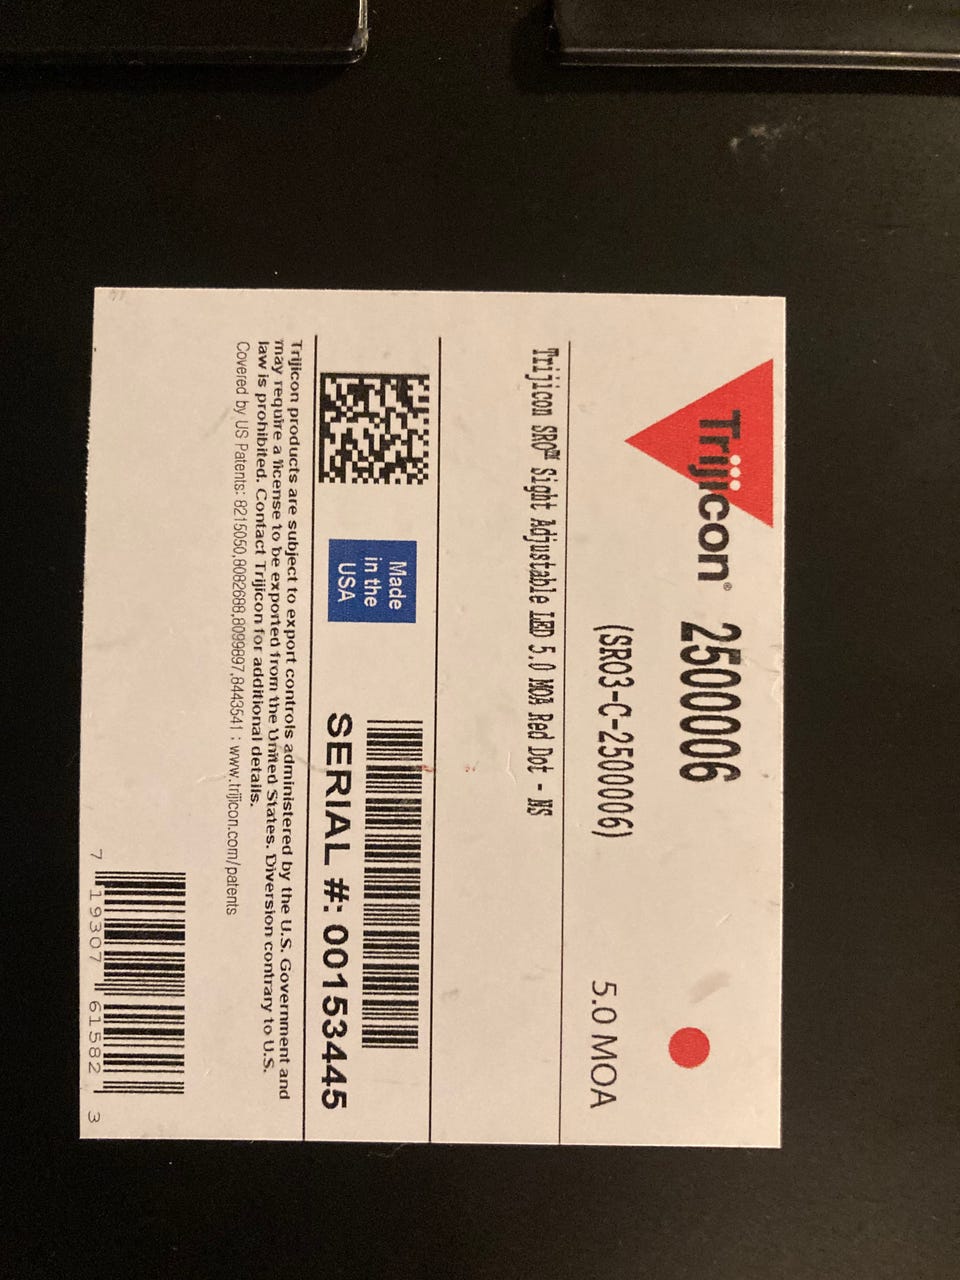 Trijicon® 2500006
(SRO3-C-2500006) 5.0 MOA
Trijicon SRO™ Sight Adjustable LED 5.0 MOA Red Dot - NS
Made
in the
USA
SERIAL #: 00153445
Trijicon products are subject to export controls administered by the U.S. Government and
may require a license to be exported from the United States. Diversion contrary to U.S.
law is prohibited. Contact Trijicon for additional details.
Covered by US Patents: 8215050,8082688,8099897,8443541 : www.trijicon.com/patents
7 19307 61582 3